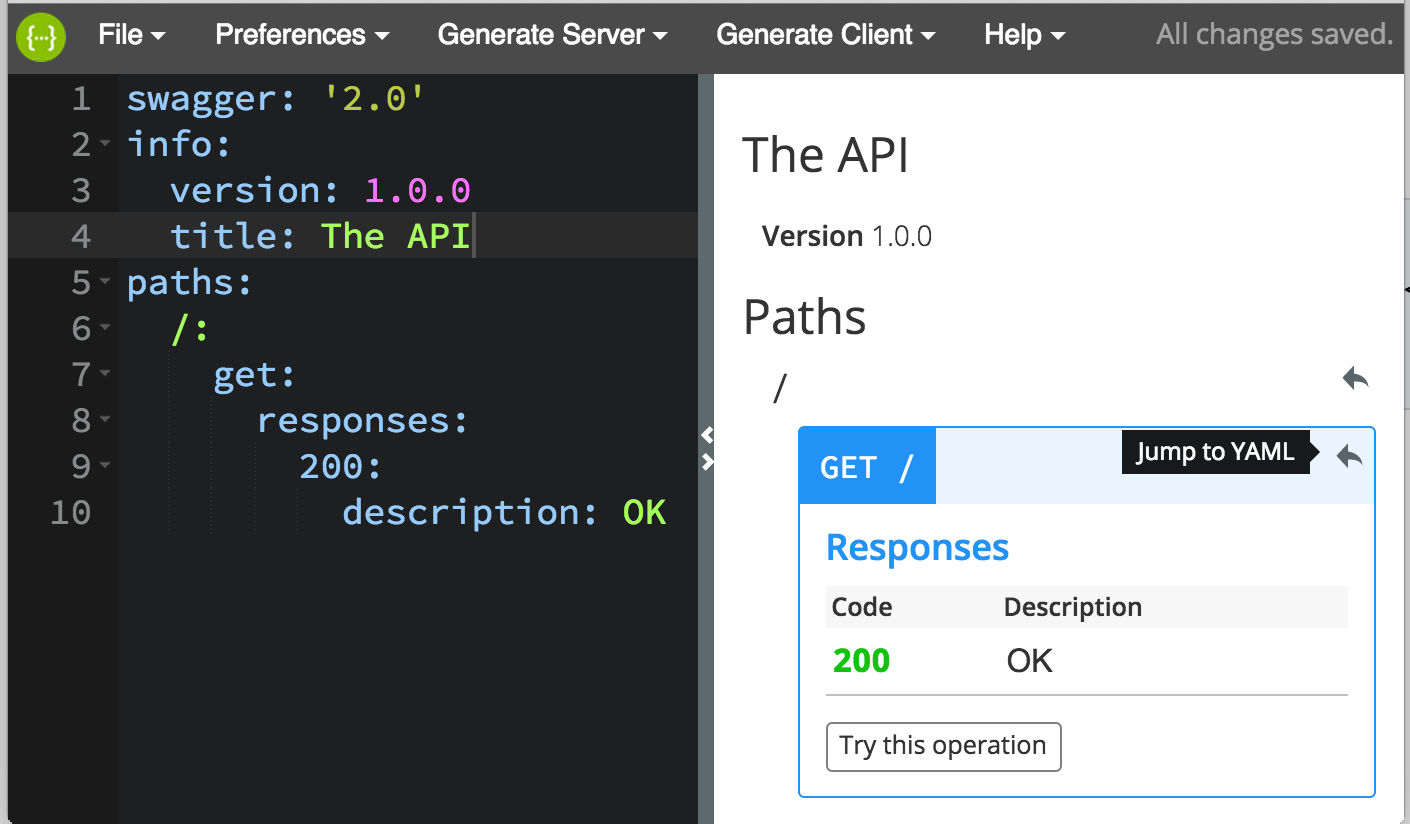 {...} File Preferences Generate Server Generate Client Help All changes saved.
1 swagger: '2.0'
2 info:
3   version: 1.0.0
4   title: The API
5 paths:
6   /:
7     get:
8       responses:
9         200:
10           description: OK
The API
Version 1.0.0
Paths
/
GET / Jump to YAML
Responses
Code Description
200 OK
Try this operation